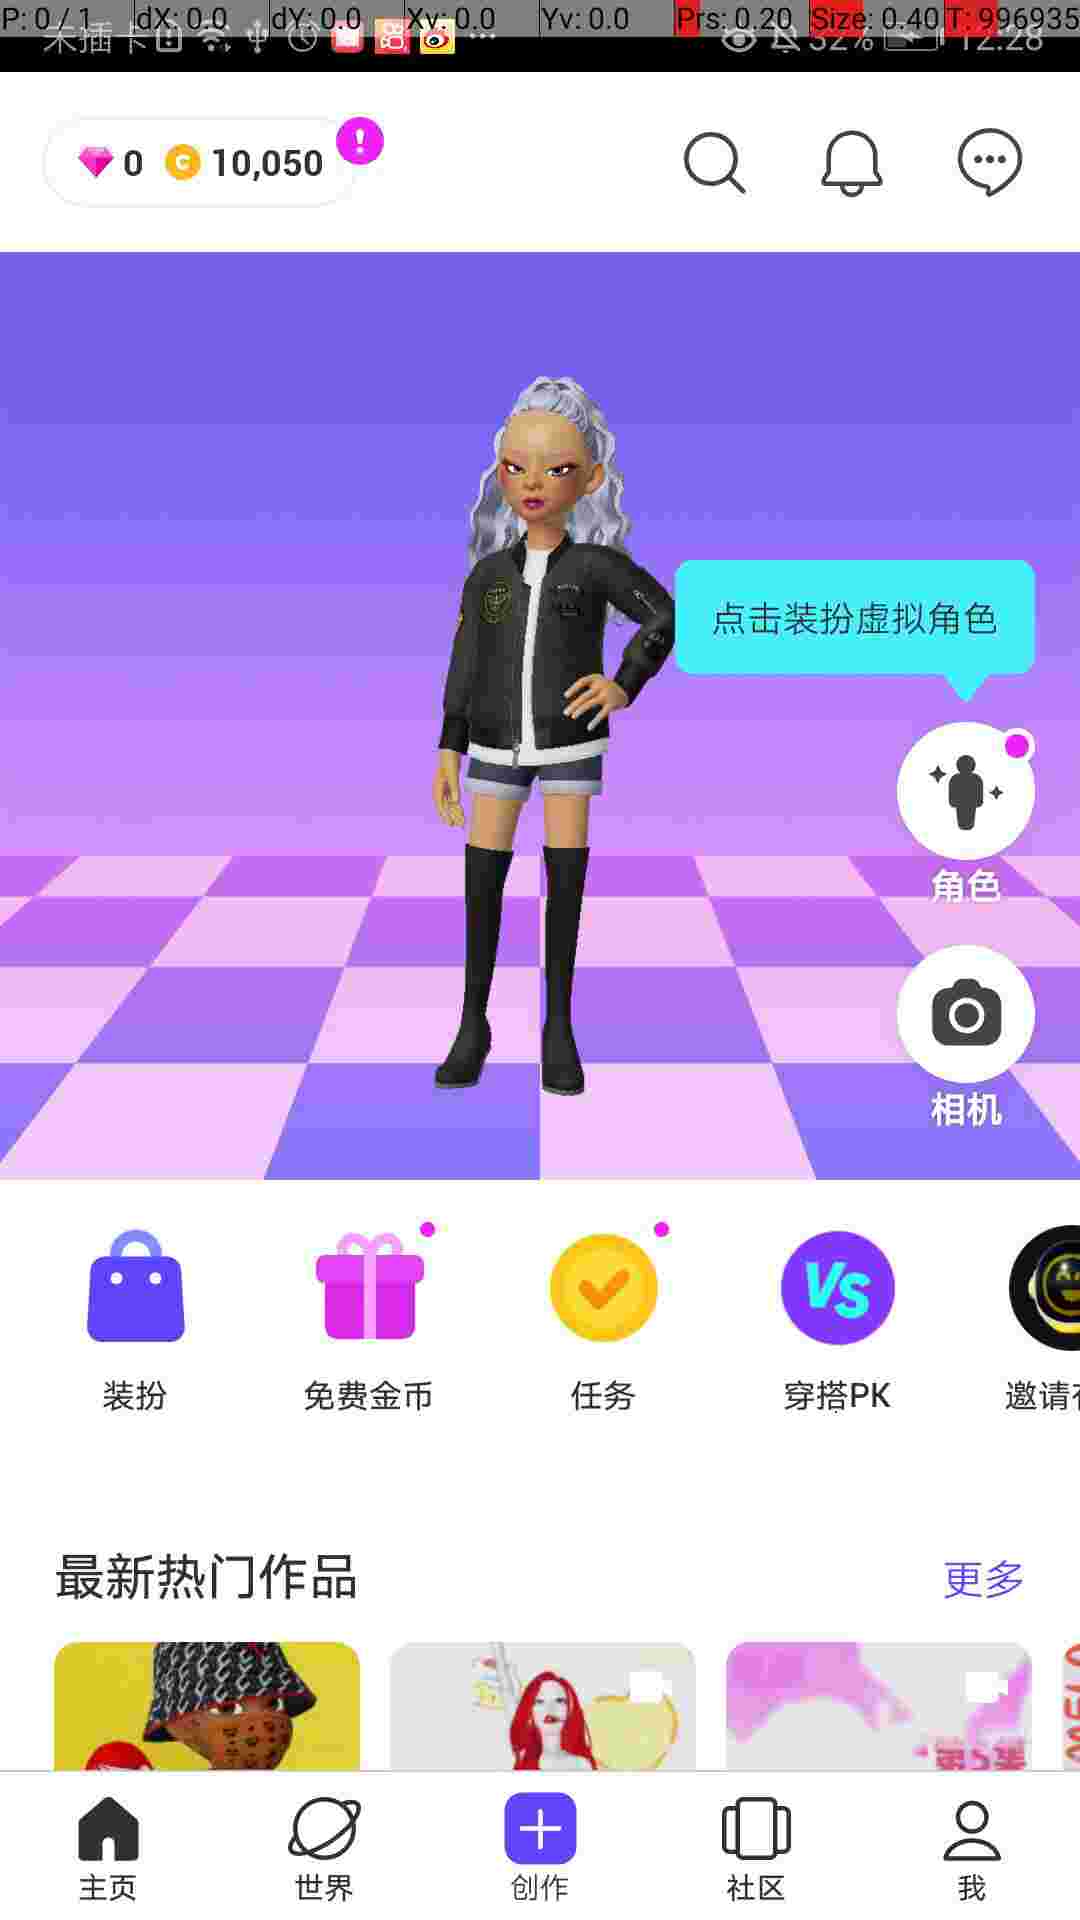 P: 0 / 1 dX: 0.0 dY: 0.0 Xv: 0.0 Yv: 0.0 Prs: 0.20 Size: 0.40 T: 996935
未插卡 32% 12:28
0 10,050
点击装扮虚拟角色
角色
相机
VS
装扮 免费金币 任务 穿搭PK 邀请
最新热门作品 更多
第5集
主页 世界 创作 社区 我